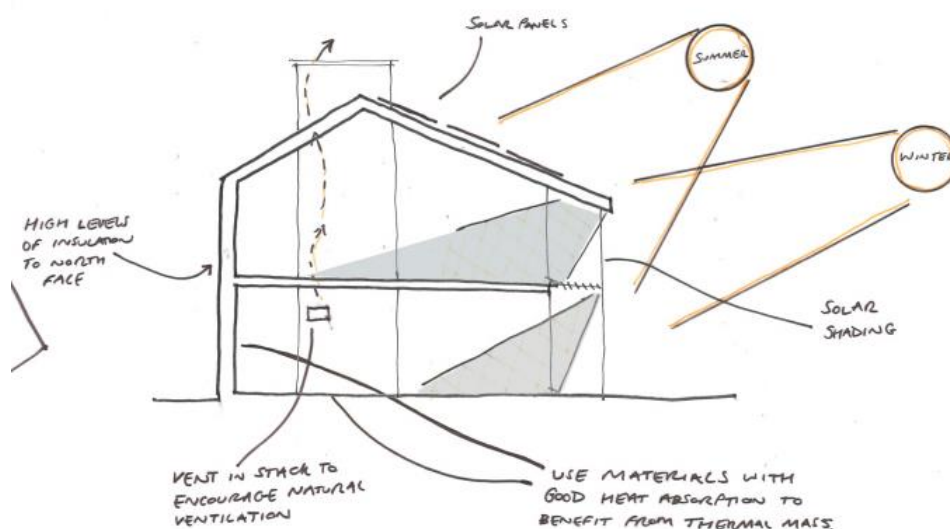 SOLAR PANELS
SUMMER
WINTER
HIGH LEVELS
OF INSULATION
TO NORTH
FACE
SOLAR
SHADING
VENT IN STACK TO
ENCOURAGE NATURAL
VENTILATION
USE MATERIALS WITH
GOOD HEAT ABSORPTION TO
BENEFIT FROM THERMAL MASS